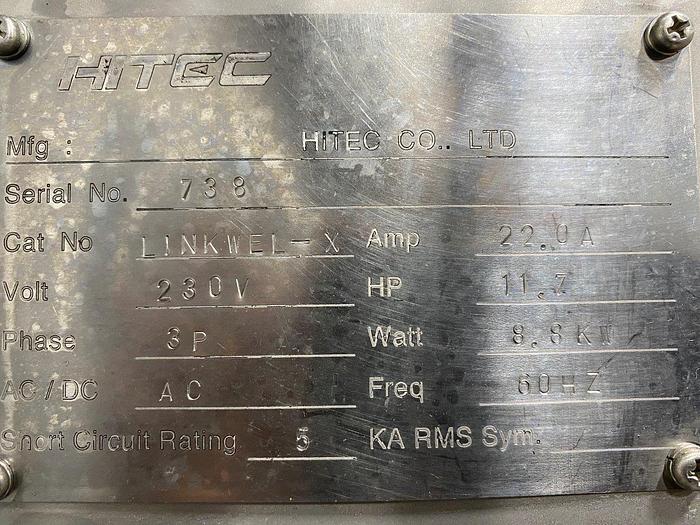 HITEC
Mfg : HITEC CO.. LTD
Serial No. 738
Cat No LINKWEL-X Amp 22.0A
Volt 230V HP 11.7
Phase 3P Watt 8.8KW
AC/DC AC Freq 60HZ
Short Circuit Rating 5 KA RMS Sym.